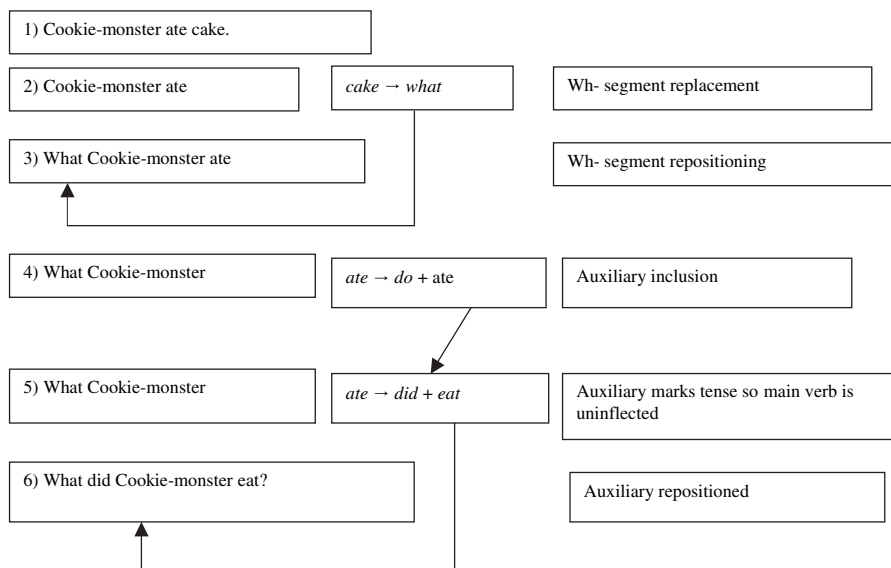 1) Cookie-monster ate cake.
2) Cookie-monster ate
cake → what
Wh- segment replacement
3) What Cookie-monster ate
Wh- segment repositioning
4) What Cookie-monster
ate → do + ate
Auxiliary inclusion
5) What Cookie-monster
ate → did + eat
Auxiliary marks tense so main verb is
uninflected
6) What did Cookie-monster eat?
Auxiliary repositioned